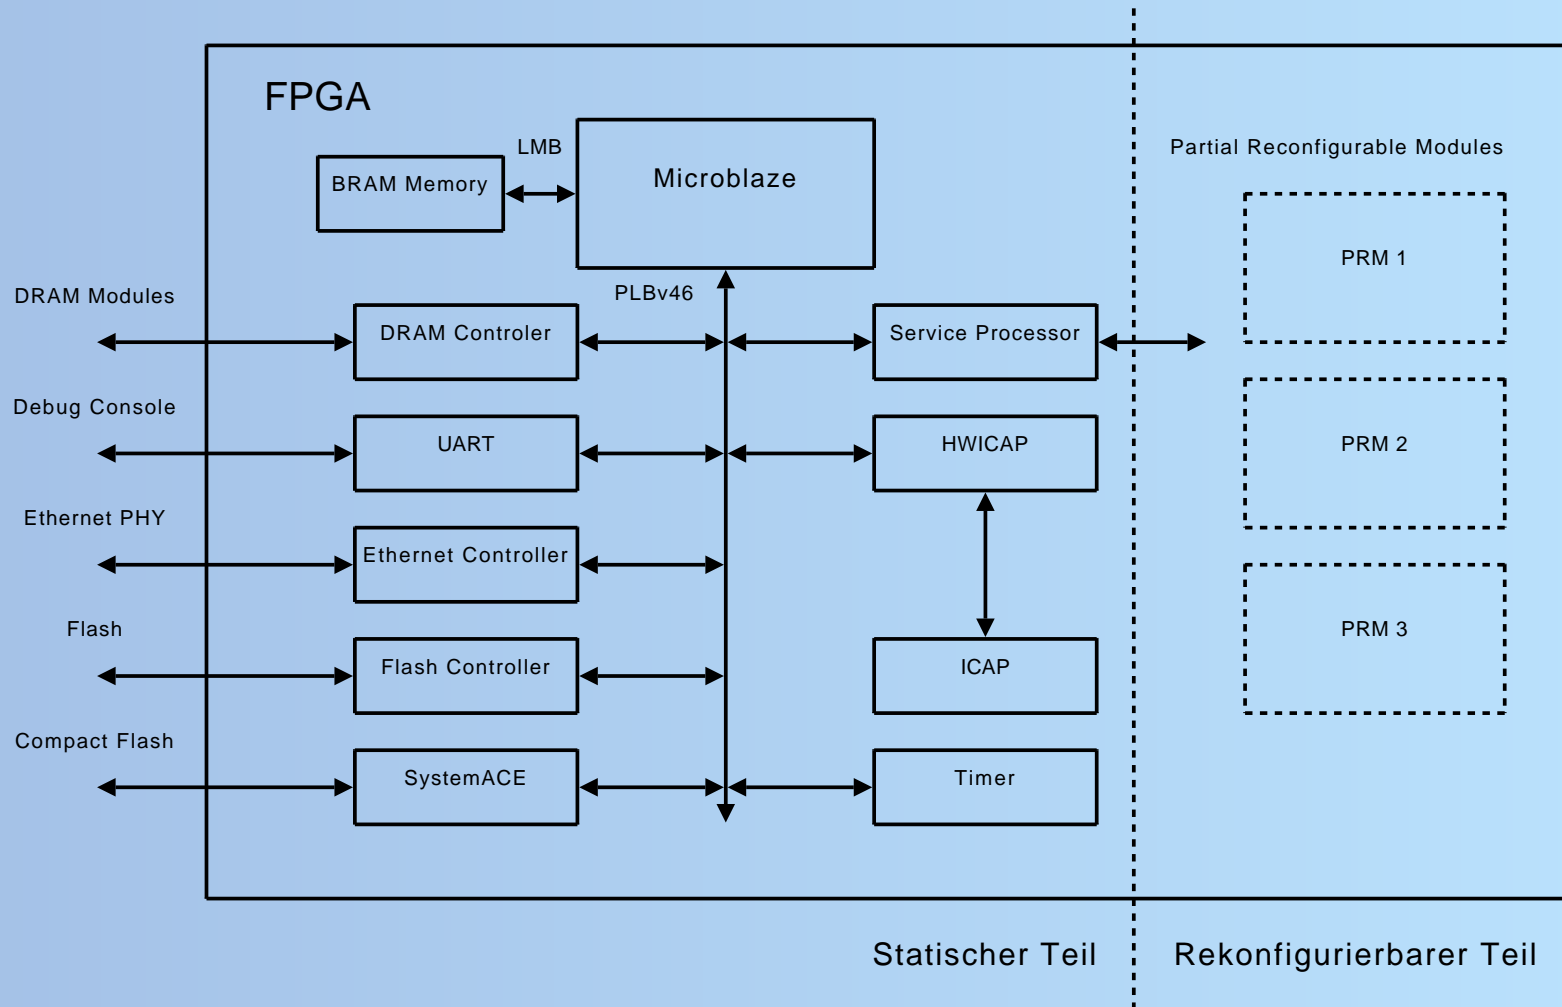 FPGA
LMB
BRAM Memory
Microblaze
Partial Reconfigurable Modules
PRM 1
DRAM Modules
PLBv46
DRAM Controler
Service Processor
Debug Console
UART
HWICAP
PRM 2
Ethernet PHY
Ethernet Controller
Flash
Flash Controller
ICAP
PRM 3
Compact Flash
SystemACE
Timer
Statischer Teil
Rekonfigurierbarer Teil